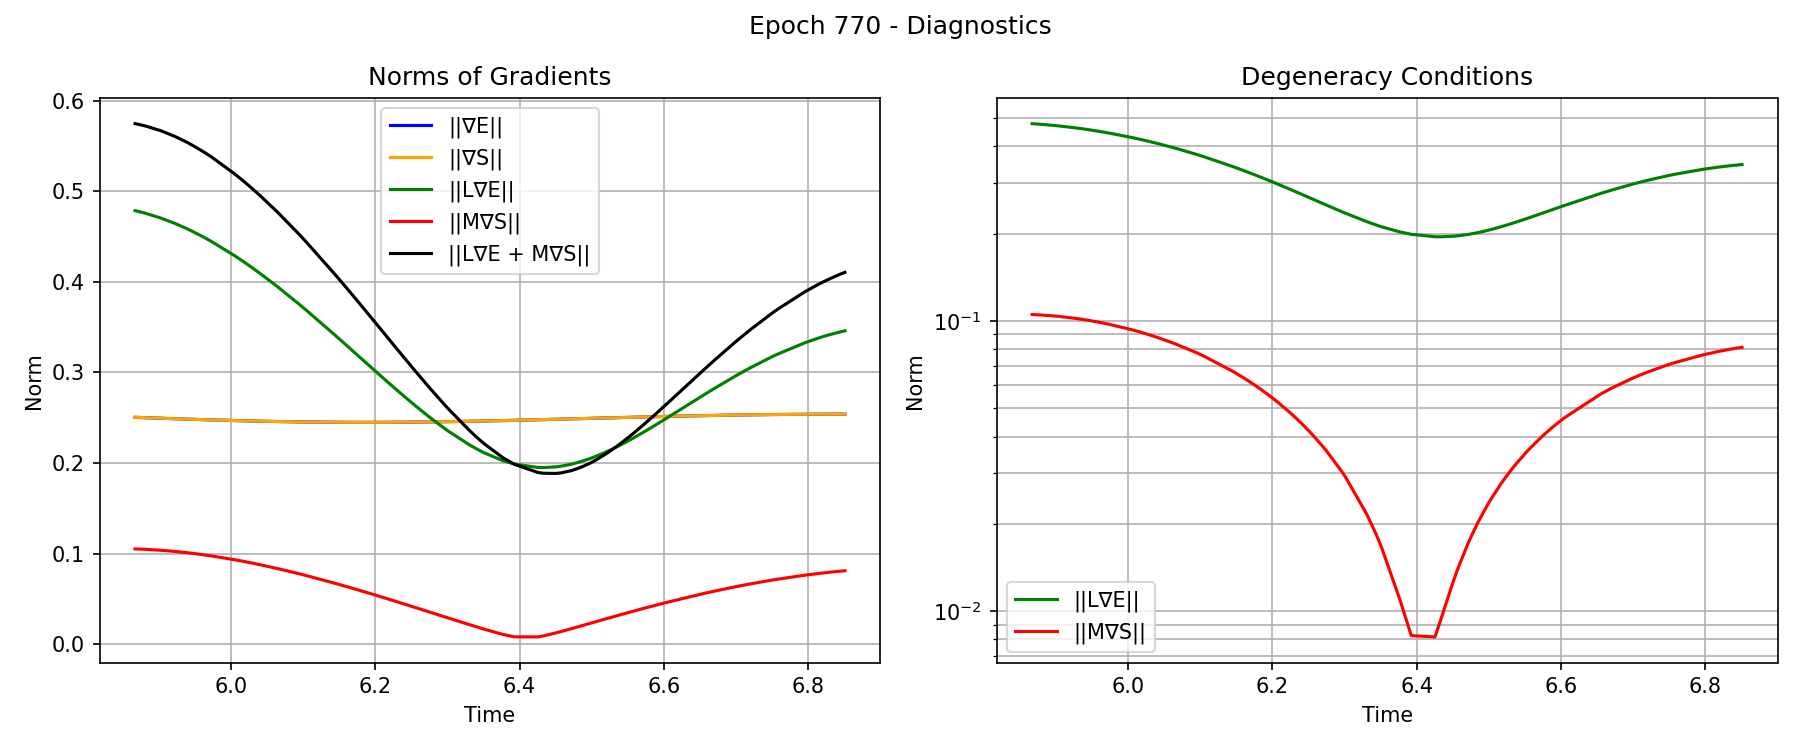 Epoch 770 - Diagnostics
Norms of Gradients
0.6
0.5
0.4
0.3
0.2
0.1
0.0
Norm
||∇E||
||∇S||
||L∇E||
||M∇S||
||L∇E + M∇S||
6.0
6.2
6.4
6.6
6.8
Time
Degeneracy Conditions
10⁻¹
10⁻²
Norm
||L∇E||
||M∇S||
6.0
6.2
6.4
6.6
6.8
Time